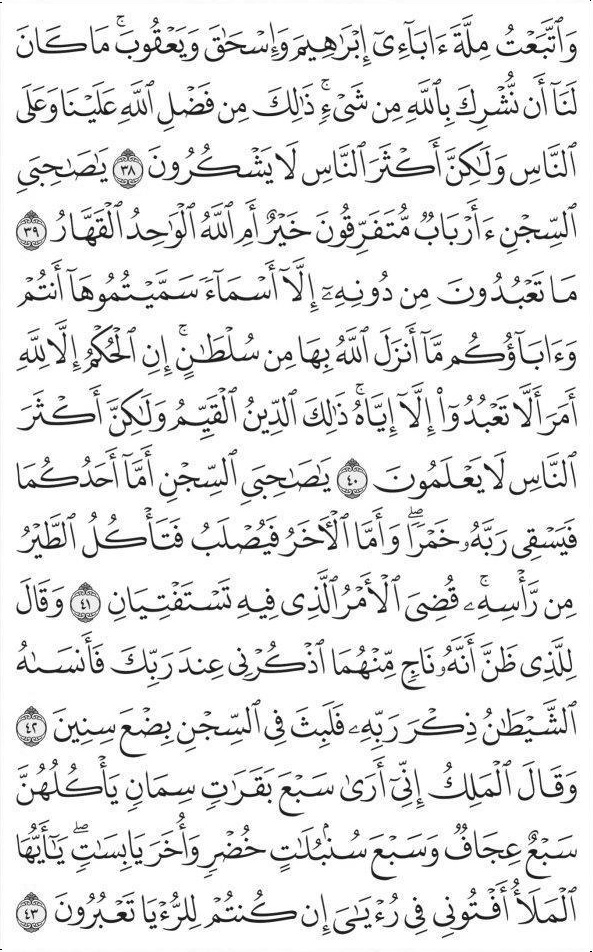 وَٱتَّبَعْتُ مِلَّةَ ءَابَآءِىٓ إِبْرَٰهِيمَ وَإِسْحَٰقَ وَيَعْقُوبَۚ مَا كَانَ
لَنَآ أَن نُّشْرِكَ بِٱللَّهِ مِن شَىْءٍۚ ذَٰلِكَ مِن فَضْلِ ٱللَّهِ عَلَيْنَا وَعَلَى
ٱلنَّاسِ وَلَٰكِنَّ أَكْثَرَ ٱلنَّاسِ لَا يَشْكُرُونَ ٣٨ يَٰصَٰحِبَىِ
ٱلسِّجْنِ ءَأَرْبَابٌ مُّتَفَرِّقُونَ خَيْرٌ أَمِ ٱللَّهُ ٱلْوَٰحِدُ ٱلْقَهَّارُ ٣٩
مَا تَعْبُدُونَ مِن دُونِهِۦٓ إِلَّآ أَسْمَآءً سَمَّيْتُمُوهَآ أَنتُمْ
وَءَابَآؤُكُم مَّآ أَنزَلَ ٱللَّهُ بِهَا مِن سُلْطَٰنٍۚ إِنِ ٱلْحُكْمُ إِلَّا لِلَّهِ
أَمَرَ أَلَّا تَعْبُدُوٓا۟ إِلَّآ إِيَّاهُۚ ذَٰلِكَ ٱلدِّينُ ٱلْقَيِّمُ وَلَٰكِنَّ أَكْثَرَ
ٱلنَّاسِ لَا يَعْلَمُونَ ٤٠ يَٰصَٰحِبَىِ ٱلسِّجْنِ أَمَّآ أَحَدُكُمَا
فَيَسْقِى رَبَّهُۥ خَمْرًاۖ وَأَمَّا ٱلْءَاخَرُ فَيُصْلَبُ فَتَأْكُلُ ٱلطَّيْرُ
مِن رَّأْسِهِۦۚ قُضِىَ ٱلْأَمْرُ ٱلَّذِى فِيهِ تَسْتَفْتِيَانِ ٤١ وَقَالَ
لِلَّذِى ظَنَّ أَنَّهُۥ نَاجٍ مِّنْهُمَا ٱذْكُرْنِى عِندَ رَبِّكَ فَأَنسَىٰهُ
ٱلشَّيْطَٰنُ ذِكْرَ رَبِّهِۦ فَلَبِثَ فِى ٱلسِّجْنِ بِضْعَ سِنِينَ ٤٢
وَقَالَ ٱلْمَلِكُ إِنِّىٓ أَرَىٰ سَبْعَ بَقَرَٰتٍ سِمَانٍ يَأْكُلُهُنَّ
سَبْعٌ عِجَافٌ وَسَبْعَ سُنۢبُلَٰتٍ خُضْرٍ وَأُخَرَ يَابِسَٰتٍۖ يَٰٓأَيُّهَا
ٱلْمَلَأُ أَفْتُونِى فِى رُءْيَٰىَ إِن كُنتُمْ لِلرُّءْيَا تَعْبُرُونَ ٤٣